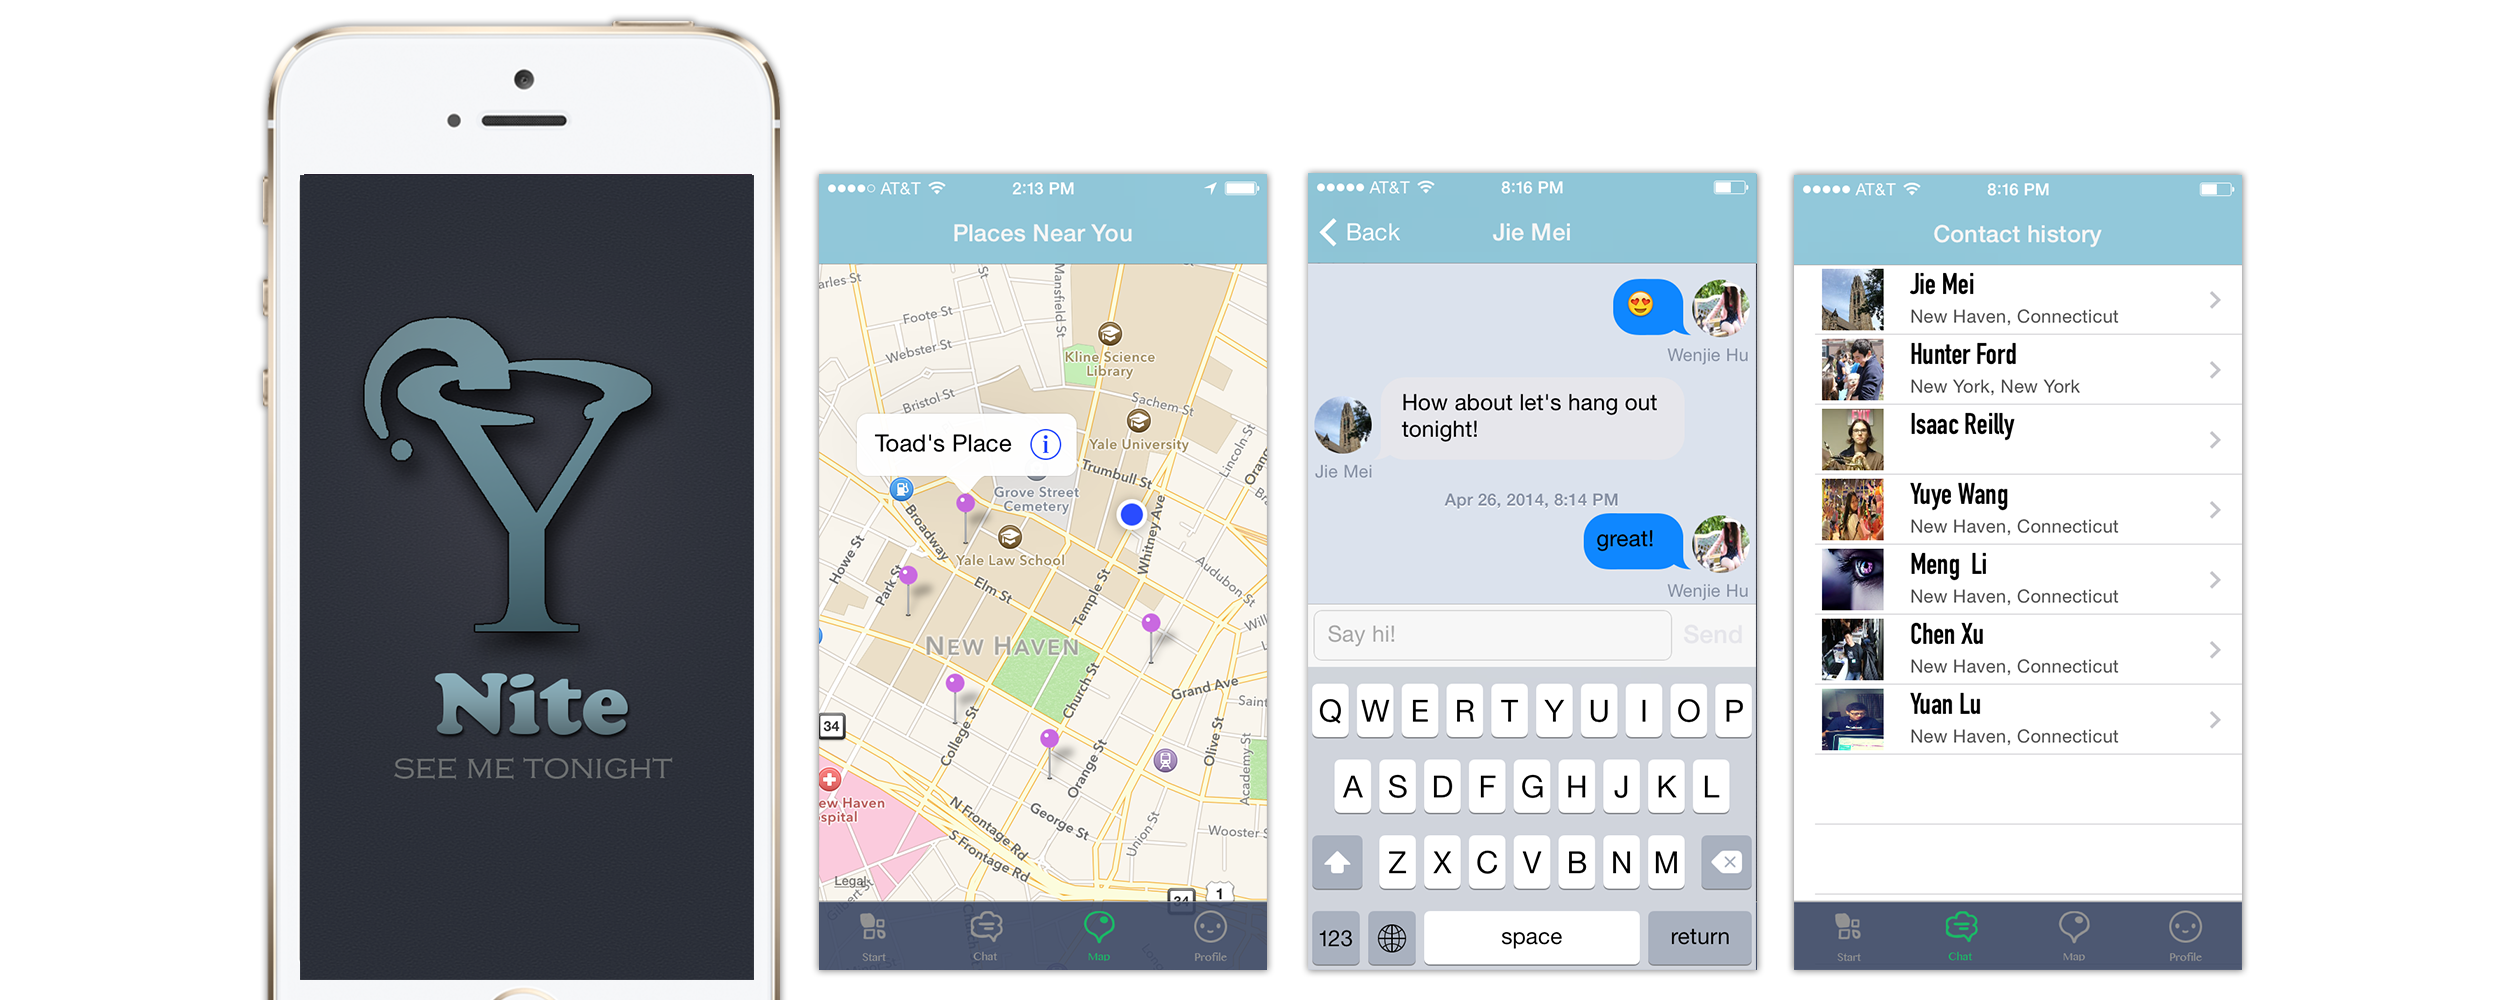 Nite
SEE ME TONIGHT
AT&T 2:13 PM
Places Near You
arles St
Foote St
Webster St
Bristol St
Mansfield St
St
Kline Science
Library
Sachem St
Yale University
Trumbull St
Lincoln St
Toad's Place
Grove Street
Cemetery
Yale Law School
Broadway
Howe St
Park St
Elm St
Temple St
Whitney Ave
Audubon St
NEW HAVEN
Church St
Grand Ave
34
College St
Orange St
Olive St
Academy St
ew Haven
spital
N Frontage Rd
S Frontage Rd
George St
Union St
Wooster S
Legal
34
1
Start
Chat
Map
Profile
AT&T 8:16 PM
Back
Jie Mei
Wenjie Hu
How about let's hang out
tonight!
Jie Mei
Apr 26, 2014, 8:14 PM
great!
Wenjie Hu
Say hi!
Send
Q W E R T Y U I O P
A S D F G H J K L
Z X C V B N M
123
space
return
AT&T 8:16 PM
Contact history
Jie Mei
New Haven, Connecticut
Hunter Ford
New York, New York
Isaac Reilly
Yuye Wang
New Haven, Connecticut
Meng Li
New Haven, Connecticut
Chen Xu
New Haven, Connecticut
Yuan Lu
New Haven, Connecticut
Start
Chat
Map
Profile